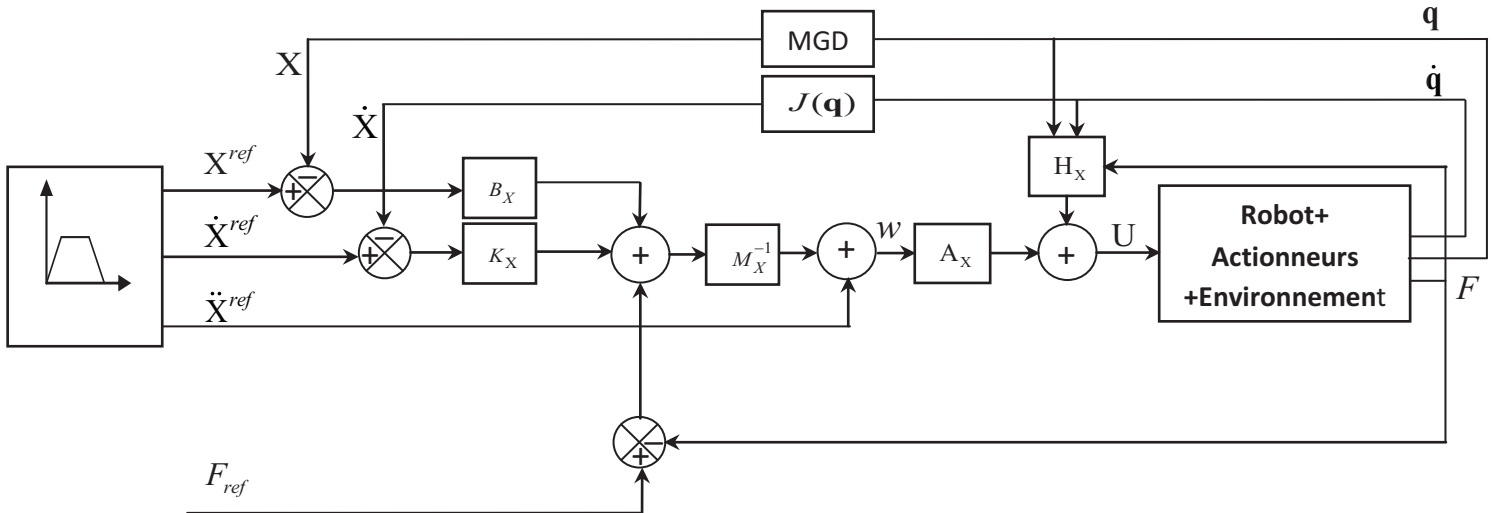 q
MGD
X
q̇
J(q)
Ẋ
X^ref
+
−
B_X
H_X
Ẋ^ref
+
−
K_X
+
M_X^−1
+
w
A_X
+
U
Robot+
Actionneurs
+Environnement
F
Ẍ^ref
−
+
F_ref